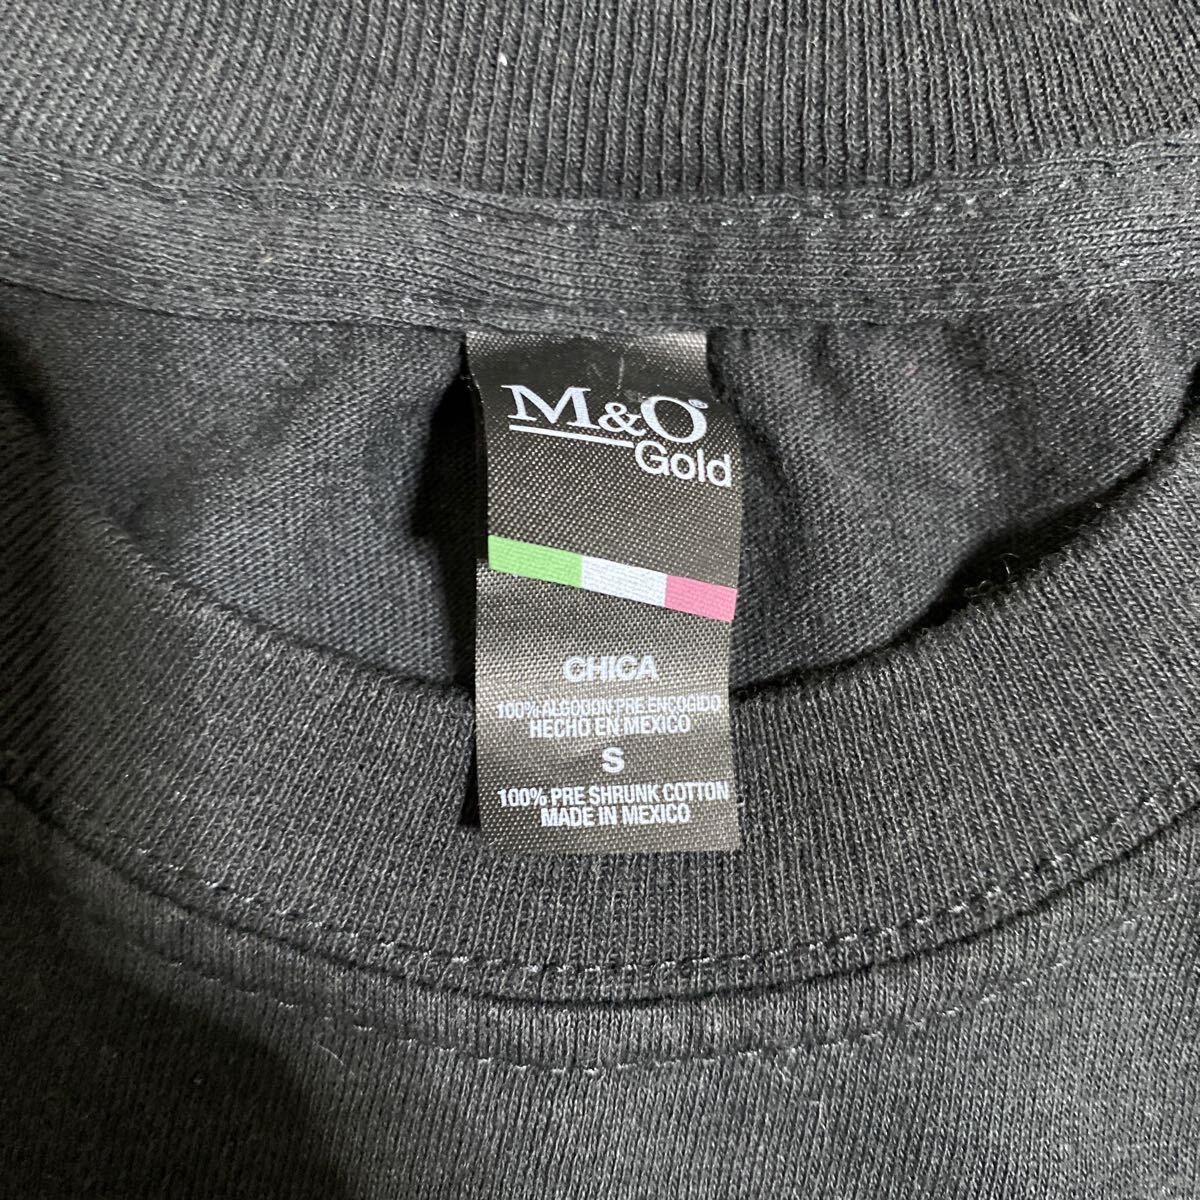 M&O®
Gold
CHICA
100% ALGODON PRE ENCOGIDO
HECHO EN MEXICO
S
100% PRE SHRUNK COTTON
MADE IN MEXICO